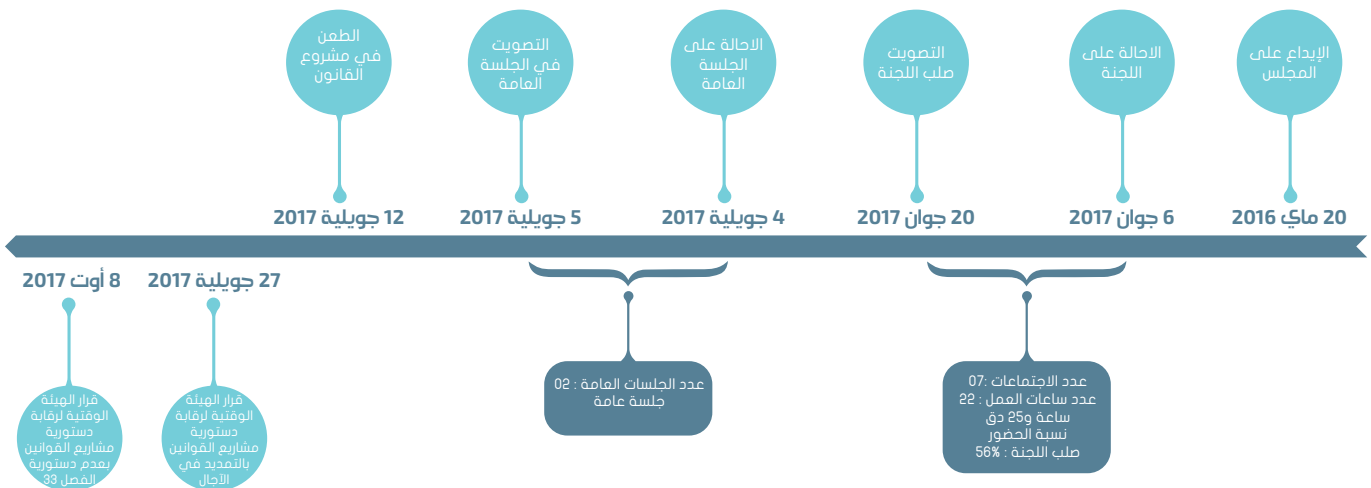 الإيداع على
المجلس
20 ماي 2016
الاحالة على
اللجنة
6 جوان 2017
التصويت
صلب اللجنة
20 جوان 2017
الاحالة على
الجلسة
العامة
4 جويلية 2017
التصويت
في الجلسة
العامة
5 جويلية 2017
الطعن
في مشروع
القانون
12 جويلية 2017
عدد الاجتماعات :07
عدد ساعات العمل : 22
ساعة و25 دق
نسبة الحضور
صلب اللجنة : 56%
عدد الجلسات العامة : 02
جلسة عامة
27 جويلية 2017
قرار الهيئة
الوقتية لرقابة
دستورية
مشاريع القوانين
بالتمديد في
الآجال
8 أوت 2017
قرار الهيئة
الوقتية لرقابة
دستورية
مشاريع القوانين
بعدم دستورية
الفصل 33